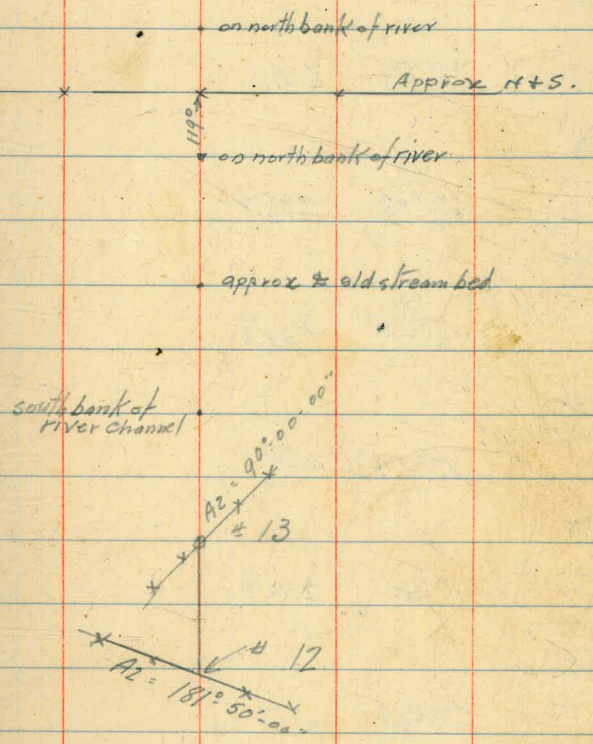 on north bank of river
Approx N + S.
119°
on north bank of river
approx ℄ old stream bed
south bank of
river channel
AZ = 90°-00'-00"
# 13
# 12
AZ = 181° 50'-00"